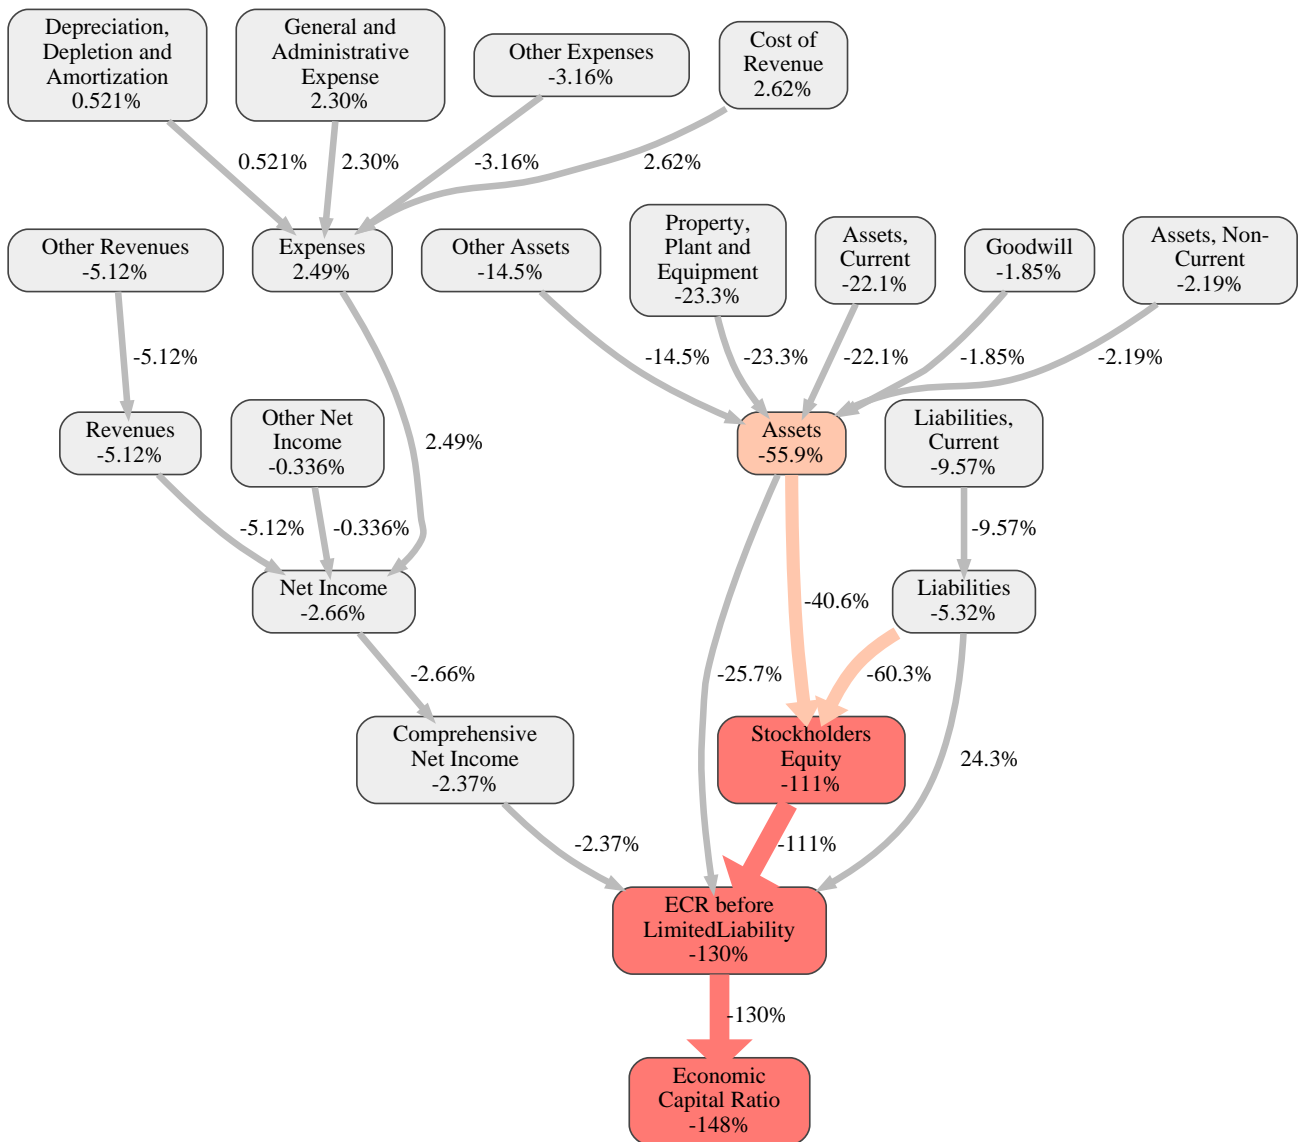 Depreciation,
Depletion and
Amortization
0.521%
General and
Administrative
Expense
2.30%
Other Expenses
-3.16%
Cost of
Revenue
2.62%
0.521%
2.30%
-3.16%
2.62%
Other Revenues
-5.12%
Expenses
2.49%
Other Assets
-14.5%
Property,
Plant and
Equipment
-23.3%
Assets,
Current
-22.1%
Goodwill
-1.85%
Assets, Non-
Current
-2.19%
-5.12%
-14.5%
-23.3%
-22.1%
-1.85%
-2.19%
Revenues
-5.12%
Other Net
Income
-0.336%
2.49%
Assets
-55.9%
Liabilities,
Current
-9.57%
-5.12%
-0.336%
-9.57%
Net Income
-2.66%
-40.6%
Liabilities
-5.32%
-2.66%
-25.7%
-60.3%
Comprehensive
Net Income
-2.37%
Stockholders
Equity
-111%
24.3%
-2.37%
-111%
ECR before
LimitedLiability
-130%
-130%
Economic
Capital Ratio
-148%